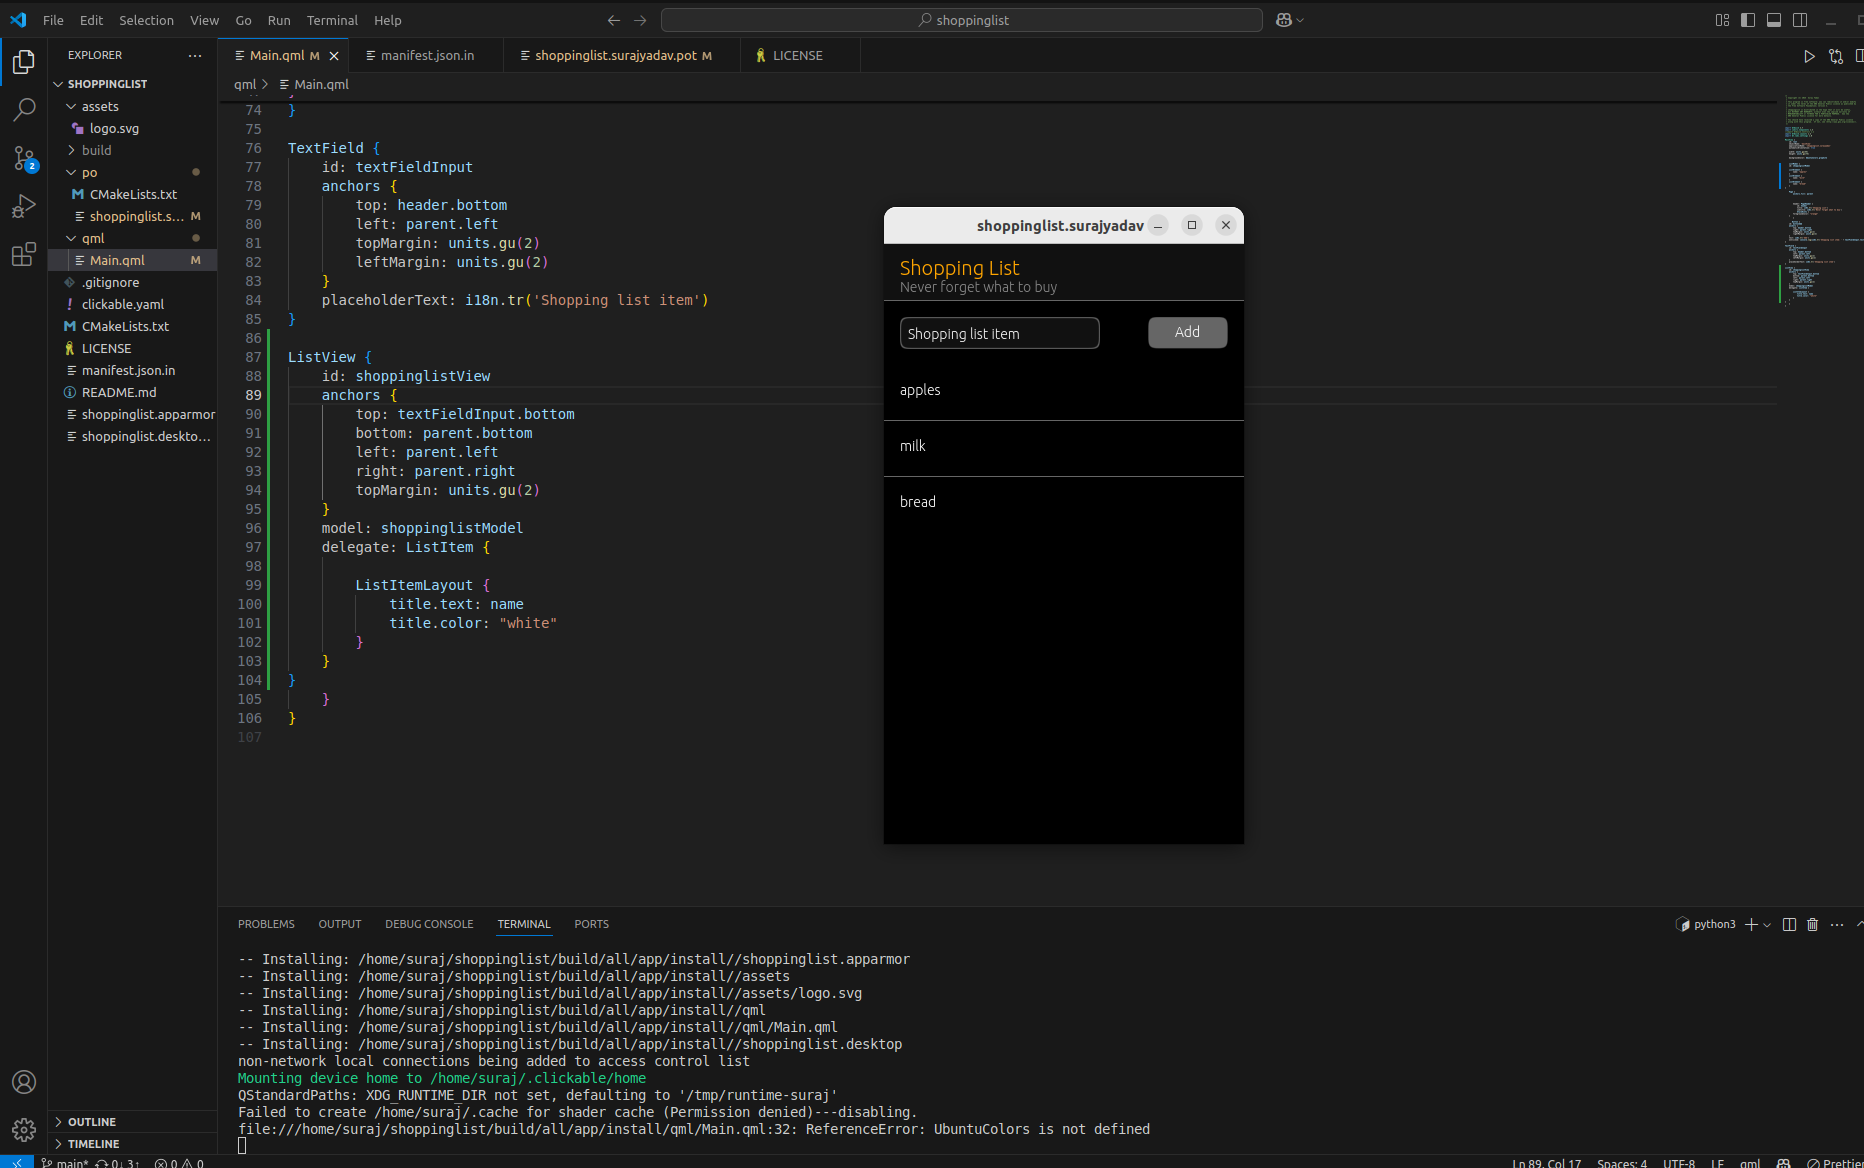 File Edit Selection View Go Run Terminal Help
shoppinglist
EXPLORER
SHOPPINGLIST
assets
logo.svg
build
po
CMakeLists.txt
shoppinglist.s... M
qml
Main.qml M
.gitignore
clickable.yaml
CMakeLists.txt
LICENSE
manifest.json.in
README.md
shoppinglist.apparmor
shoppinglist.deskto...
OUTLINE
TIMELINE
Main.qml M
manifest.json.in
shoppinglist.surajyadav.pot M
LICENSE
qml > Main.qml
74 }
75
76 TextField {
77 id: textFieldInput
78 anchors {
79 top: header.bottom
80 left: parent.left
81 topMargin: units.gu(2)
82 leftMargin: units.gu(2)
83 }
84 placeholderText: i18n.tr('Shopping list item')
85 }
86
87 ListView {
88 id: shoppinglistView
89 anchors {
90 top: textFieldInput.bottom
91 bottom: parent.bottom
92 left: parent.left
93 right: parent.right
94 topMargin: units.gu(2)
95 }
96 model: shoppinglistModel
97 delegate: ListItem {
98
99 ListItemLayout {
100 title.text: name
101 title.color: "white"
102 }
103 }
104 }
105 }
106 }
107
shoppinglist.surajyadav
Shopping List
Never forget what to buy
Shopping list item
Add
apples
milk
bread
PROBLEMS OUTPUT DEBUG CONSOLE TERMINAL PORTS
python3
-- Installing: /home/suraj/shoppinglist/build/all/app/install//shoppinglist.apparmor
-- Installing: /home/suraj/shoppinglist/build/all/app/install//assets
-- Installing: /home/suraj/shoppinglist/build/all/app/install//assets/logo.svg
-- Installing: /home/suraj/shoppinglist/build/all/app/install//qml
-- Installing: /home/suraj/shoppinglist/build/all/app/install//qml/Main.qml
-- Installing: /home/suraj/shoppinglist/build/all/app/install//shoppinglist.desktop
non-network local connections being added to access control list
Mounting device home to /home/suraj/.clickable/home
QStandardPaths: XDG_RUNTIME_DIR not set, defaulting to '/tmp/runtime-suraj'
Failed to create /home/suraj/.cache for shader cache (Permission denied)---disabling.
file:///home/suraj/shoppinglist/build/all/app/install/qml/Main.qml:32: ReferenceError: UbuntuColors is not defined
2
main* 0↓ 3↑ 0 0
Ln 89, Col 17 Spaces: 4 UTF-8 LF qml Prettier